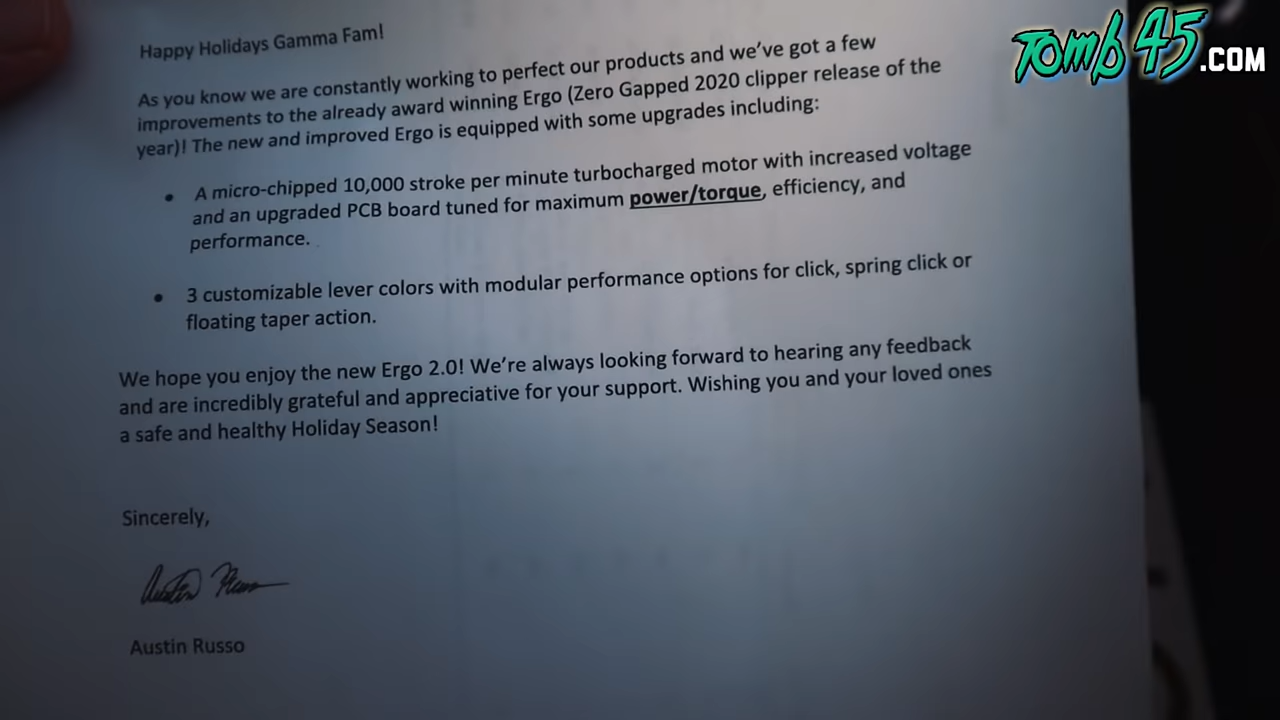 TOMB 45.COM
Happy Holidays Gamma Fam!
As you know we are constantly working to perfect our products and we've got a few
improvements to the already award winning Ergo (Zero Gapped 2020 clipper release of the
year)! The new and improved Ergo is equipped with some upgrades including:
• A micro-chipped 10,000 stroke per minute turbocharged motor with increased voltage
and an upgraded PCB board tuned for maximum power/torque, efficiency, and
performance.
• 3 customizable lever colors with modular performance options for click, spring click or
floating taper action.
We hope you enjoy the new Ergo 2.0! We're always looking forward to hearing any feedback
and are incredibly grateful and appreciative for your support. Wishing you and your loved ones
a safe and healthy Holiday Season!
Sincerely,
Austin Russo
Austin Russo